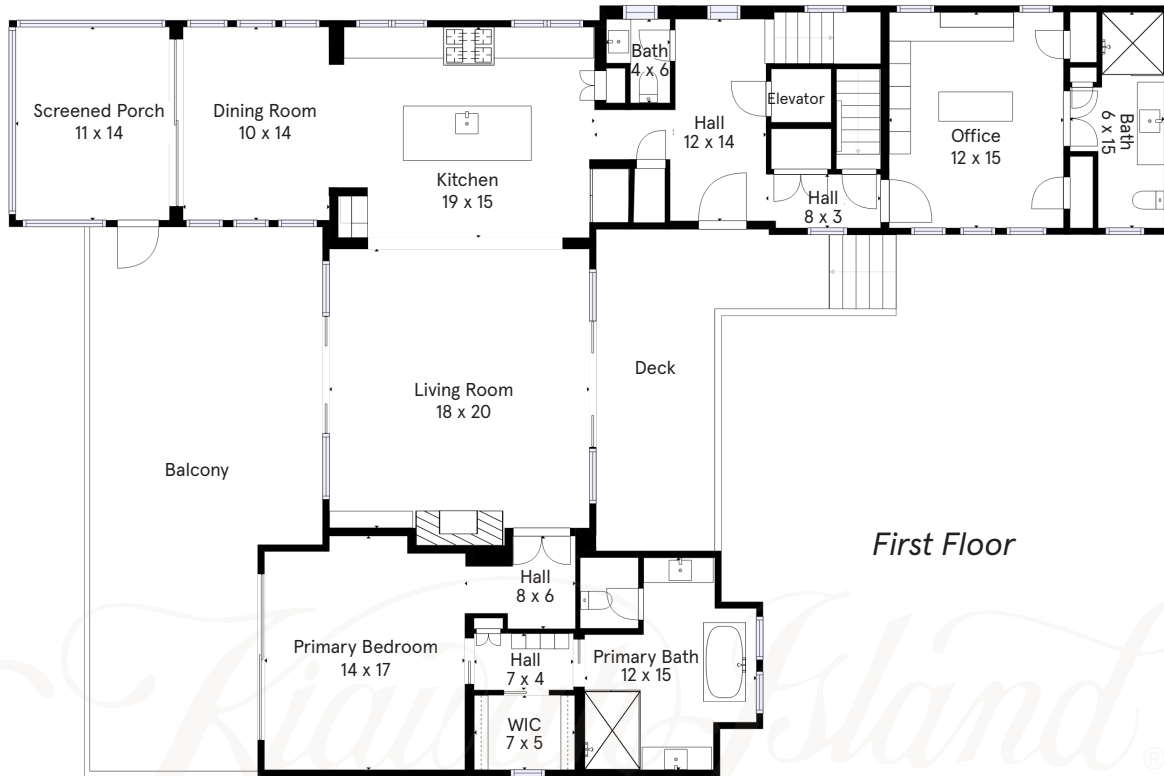 Screened Porch
11 x 14
Dining Room
10 x 14
Kitchen
19 x 15
Bath
4 x 6
Hall
12 x 14
Elevator
Hall
8 x 3
Office
12 x 15
Bath
6 x 15
Living Room
18 x 20
Deck
Balcony
First Floor
Hall
8 x 6
Primary Bedroom
14 x 17
Hall
7 x 4
Primary Bath
12 x 15
WIC
7 x 5
Kiawah Island®